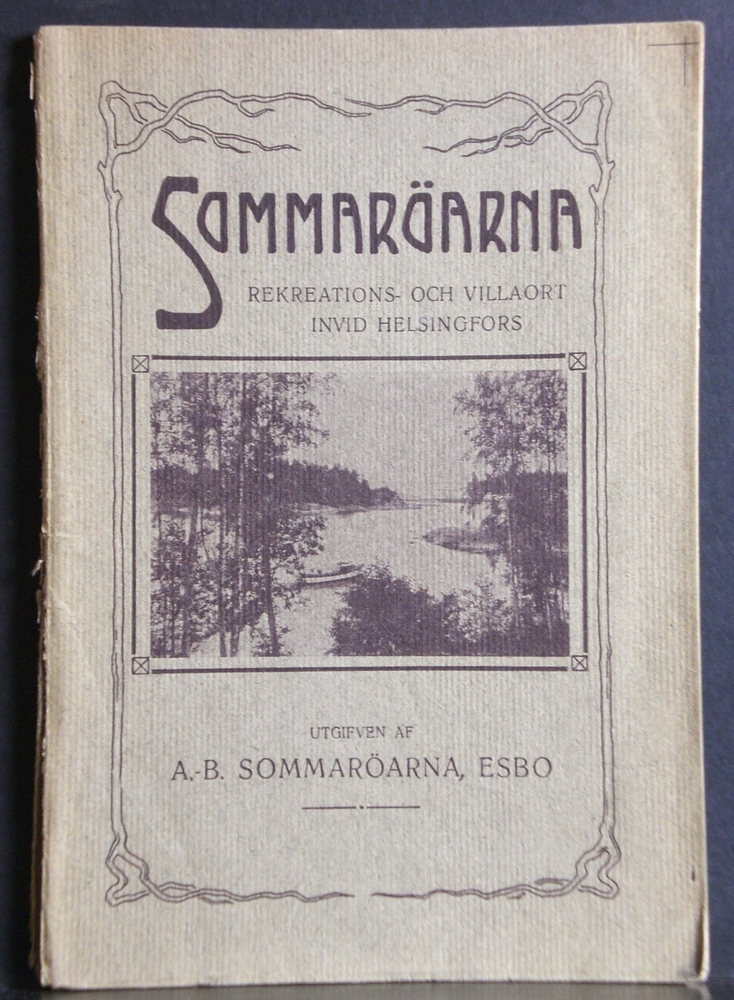 SOMMARÖARNA
REKREATIONS- OCH VILLAORT
INVID HELSINGFORS
UTGIFVEN AF
A.-B. SOMMARÖARNA, ESBO